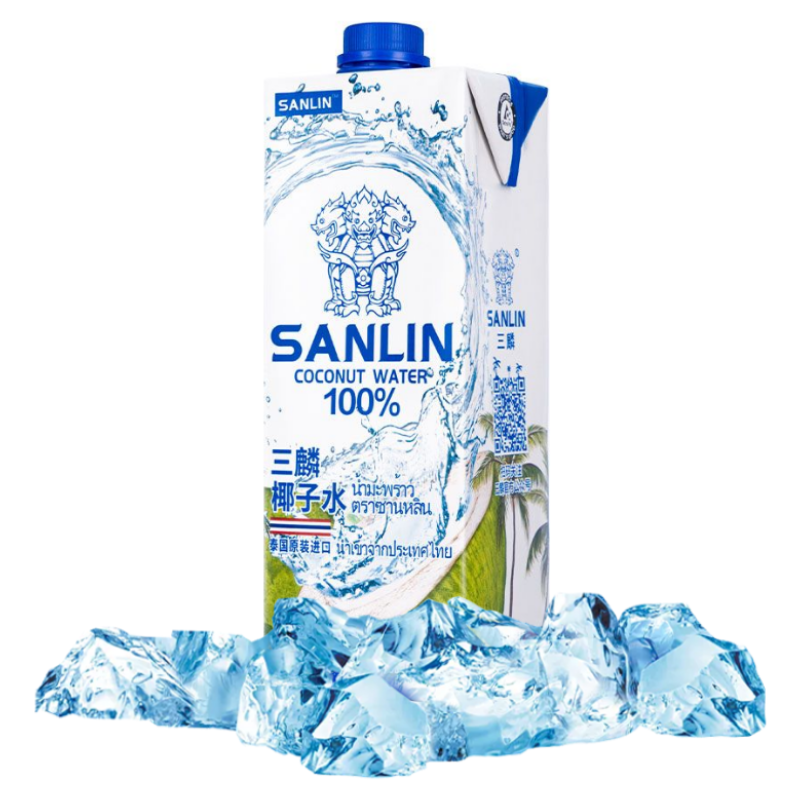 SANLIN
SANLIN
COCONUT WATER
100%
三麟
椰子水
น้ำมะพร้าว
ตราซานหลิน
泰国原装进口 นำเข้าจากประเทศไทย
SANLIN
三麟